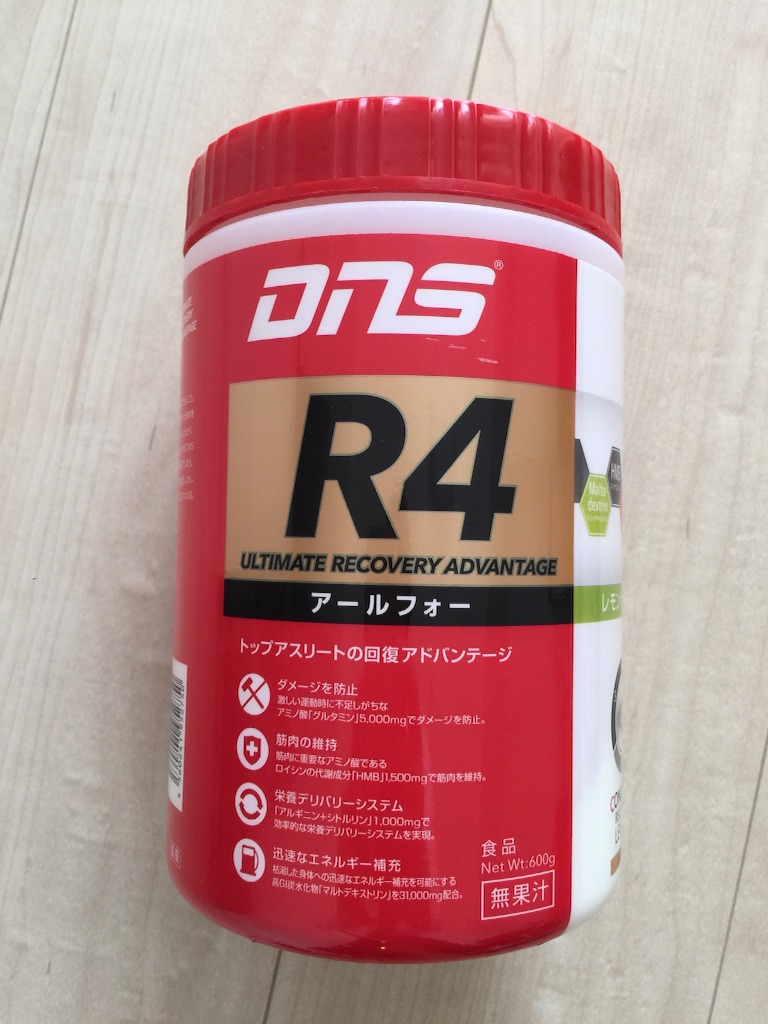 DNS®
R4
ULTIMATE RECOVERY ADVANTAGE
アールフォー
トップアスリートの回復アドバンテージ
ダメージを防止
激しい運動時に不足しがちな
アミノ酸「グルタミン」5,000mgでダメージを防止。
筋肉の維持
筋肉に重要なアミノ酸である
ロイシンの代謝成分「HMB」1,500mgで筋肉を維持。
栄養デリバリーシステム
「アルギニン+シトルリン」1,000mgで
効率的な栄養デリバリーシステムを実現。
迅速なエネルギー補充
枯渇した身体への迅速なエネルギー補充を可能にする
高GI炭水化物「マルトデキストリン」を31,000mg配合。
食品
Net Wt:600g
無果汁
Malto
dextrin
HMB
レモン